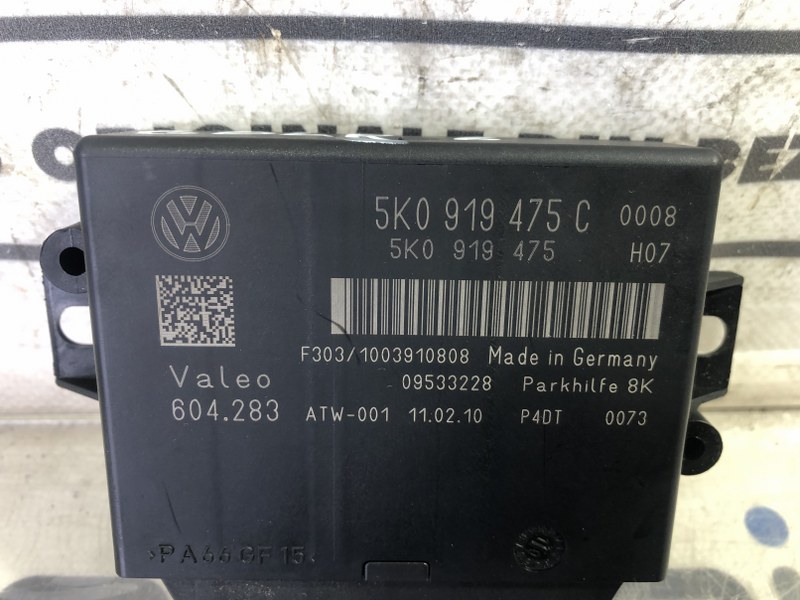 5K0 919 475 C 0008
5K0 919 475 H07
F303/1003910808 Made in Germany
Valeo 09533228 Parkhilfe 8K
604.283 ATW-001 11.02.10 P4DT 0073
>PA66GF15<